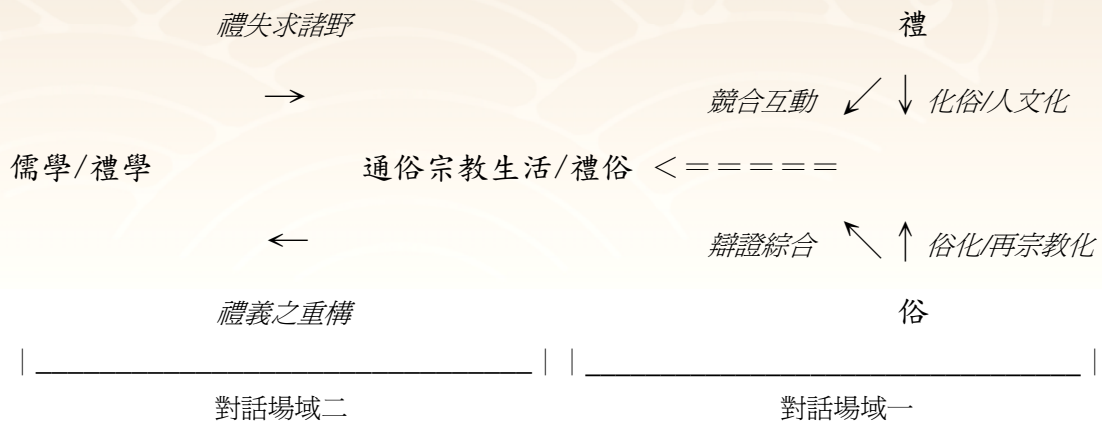 禮失求諸野 禮
→ 競合互動 ↙ ↓ 化俗/人文化
儒學/禮學 通俗宗教生活/禮俗 <=====
← 辯證綜合 ↖ ↑ 俗化/再宗教化
禮義之重構 俗
|_______________________________| |________________________________|
對話場域二 對話場域一